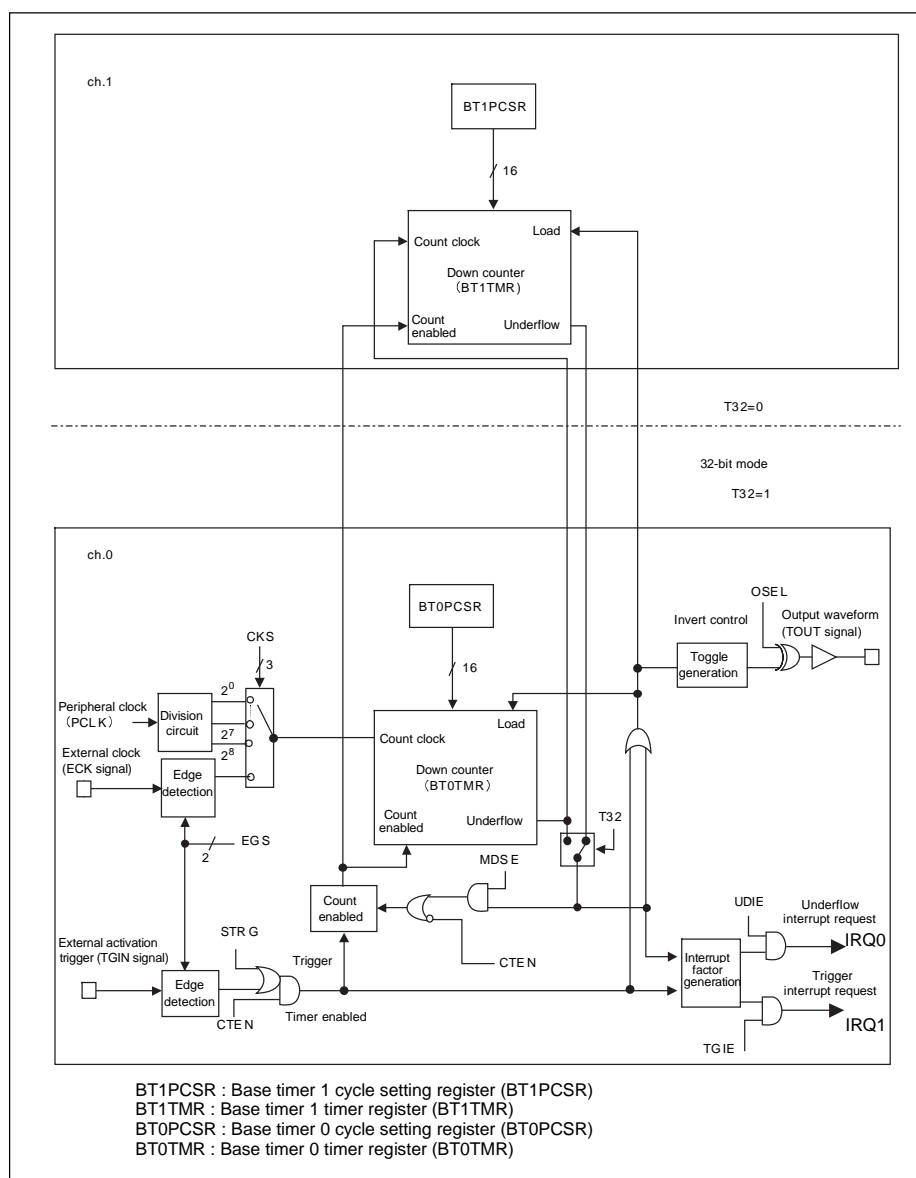 ch.1
BT1PCSR
16
Count clock
Load
Down counter
(BT1TMR)
Count
enabled
Underflow
T32=0
32-bit mode
T32=1
ch.0
BT0PCSR
OSEL
Invert control
Output waveform
(TOUT signal)
CKS
3
16
Toggle
generation
Peripheral clock
(PCLK)
Division
circuit
2⁰
2⁷
2⁸
Load
Count clock
External clock
(ECK signal)
Edge
detection
Down counter
(BT0TMR)
Count
enabled
Underflow
T32
EGS
2
MDSE
Count
enabled
UDIE
Underflow
interrupt request
IRQ0
STRG
External activation
trigger (TGIN signal)
Trigger
CTEN
Interrupt
factor
generation
Trigger
interrupt request
Edge
detection
CTEN
Timer enabled
IRQ1
TGIE
BT1PCSR : Base timer 1 cycle setting register (BT1PCSR)
BT1TMR : Base timer 1 timer register (BT1TMR)
BT0PCSR : Base timer 0 cycle setting register (BT0PCSR)
BT0TMR : Base timer 0 timer register (BT0TMR)